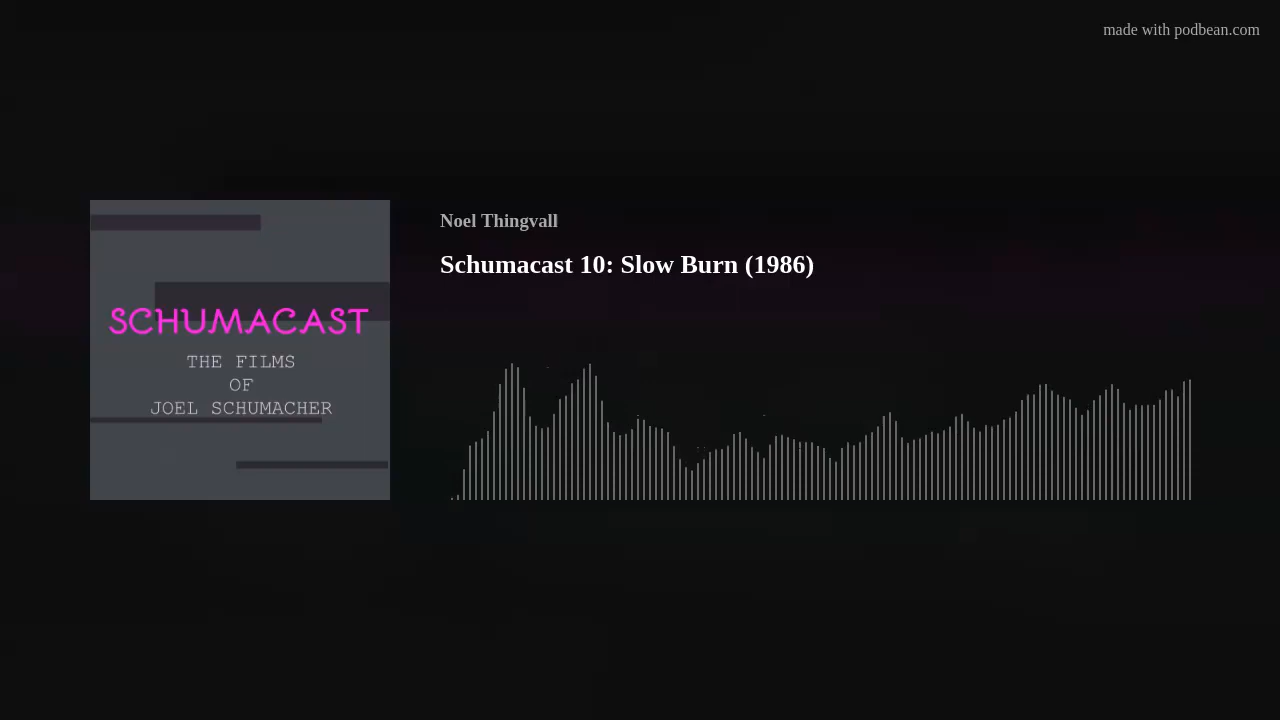 made with podbean.com
Noel Thingvall
Schumacast 10: Slow Burn (1986)
SCHUMACAST
THE FILMS
OF
JOEL SCHUMACHER